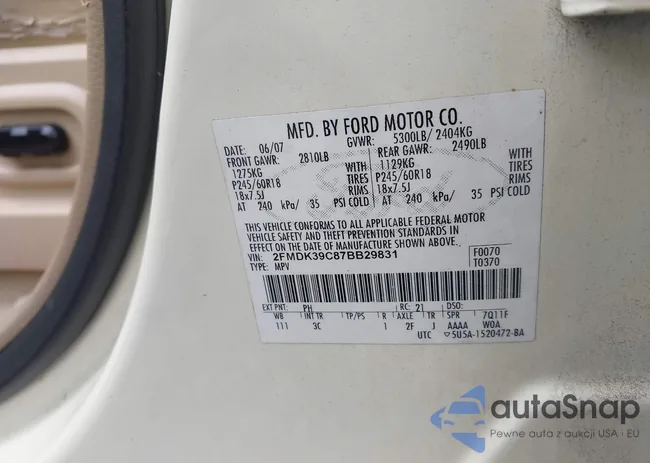 MFD. BY FORD MOTOR CO.
DATE: 06/07 GVWR: 5300LB/ 2404KG
FRONT GAWR: 2810LB REAR GAWR: 2490LB
1275KG WITH 1129KG WITH
P245/60R18 TIRES P245/60R18 TIRES
18x7.5J RIMS 18x7.5J RIMS
AT 240 kPa/ 35 PSI COLD AT 240 kPa/ 35 PSI COLD
THIS VEHICLE CONFORMS TO ALL APPLICABLE FEDERAL MOTOR
VEHICLE SAFETY AND THEFT PREVENTION STANDARDS IN
EFFECT ON THE DATE OF MANUFACTURE SHOWN ABOVE.
VIN: 2FMDK39C87BB29831 F0070
TYPE: MPV T0370
EXT PNT: PH RC: 21 DSO:
WB INT TR TP/PS R AXLE TR SPR 7Q11F
111 3C 1 2F J AAAA W0A
UTC ▽5U5A-1520472-BA
autaSnap
Pewne auta z aukcji USA i EU